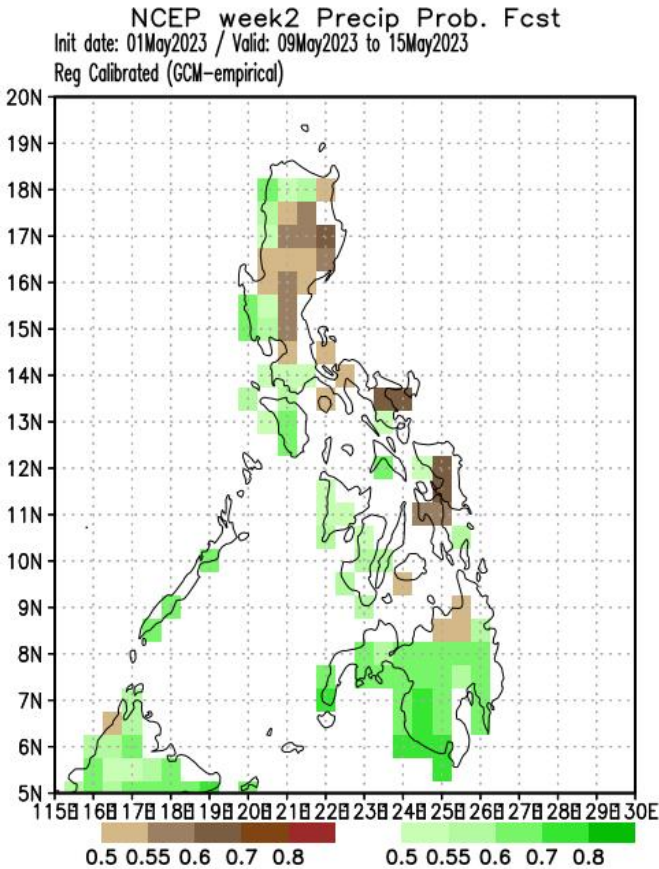 NCEP week2 Precip Prob. Fcst
Init date: 01May2023 / Valid: 09May2023 to 15May2023
Reg Calibrated (GCM-empirical)
20N
19N
18N
17N
16N
15N
14N
13N
12N
11N
10N
9N
8N
7N
6N
5N
115E 116E 117E 118E 119E 120E 121E 122E 123E 124E 125E 126E 127E 128E 129E 130E
0.5 0.55 0.6 0.7 0.8 0.5 0.55 0.6 0.7 0.8